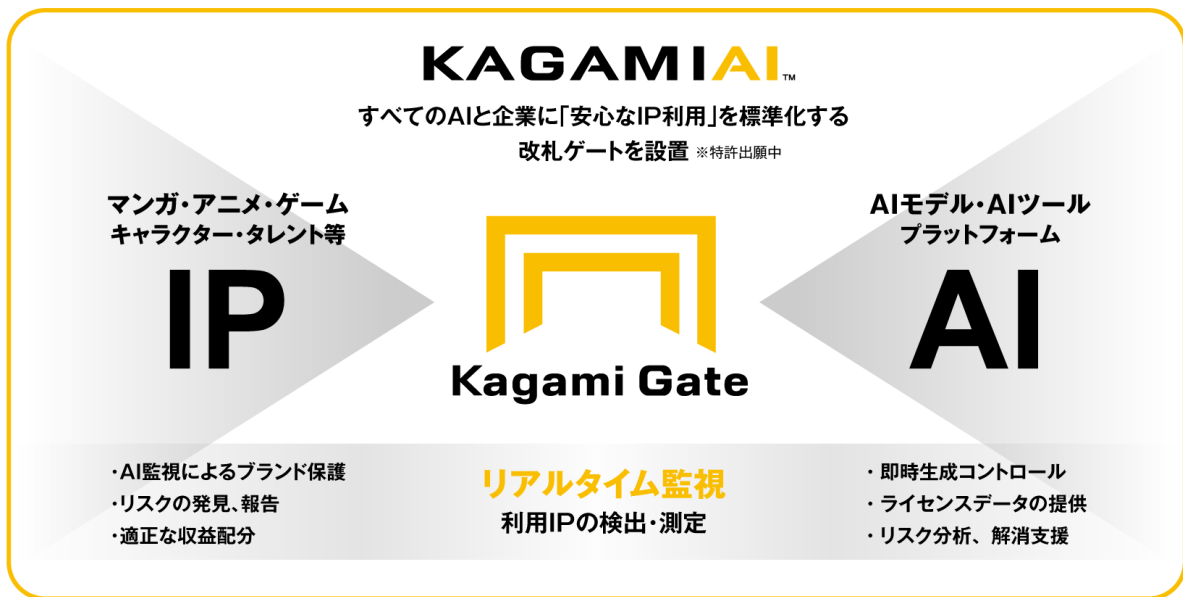 KAGAMIAI™
すべてのAIと企業に「安心なIP利用」を標準化する
改札ゲートを設置 ※特許出願中
マンガ・アニメ・ゲーム
キャラクター・タレント等
IP
Kagami Gate
AIモデル・AIツール
プラットフォーム
AI
・AI監視によるブランド保護
・リスクの発見、報告
・適正な収益配分
リアルタイム監視
利用IPの検出・測定
・即時生成コントロール
・ライセンスデータの提供
・リスク分析、解消支援